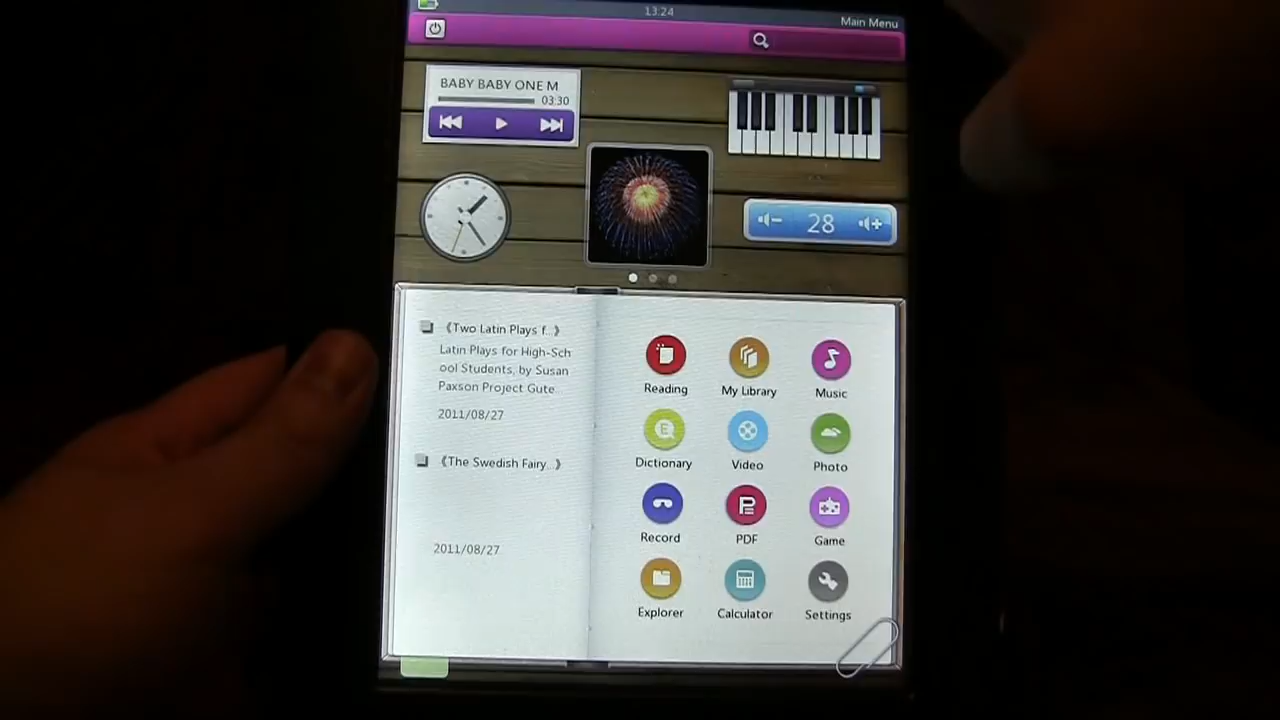 13.24
Main Menu
BABY BABY ONE M
03:30
28
《Two Latin Plays f...》
Latin Plays for High-Sch
ool Students, by Susan
Paxson Project Gute...
2011/08/27
《The Swedish Fairy...》
2011/08/27
Reading
My Library
Music
Dictionary
Video
Photo
Record
PDF
Game
Explorer
Calculator
Settings